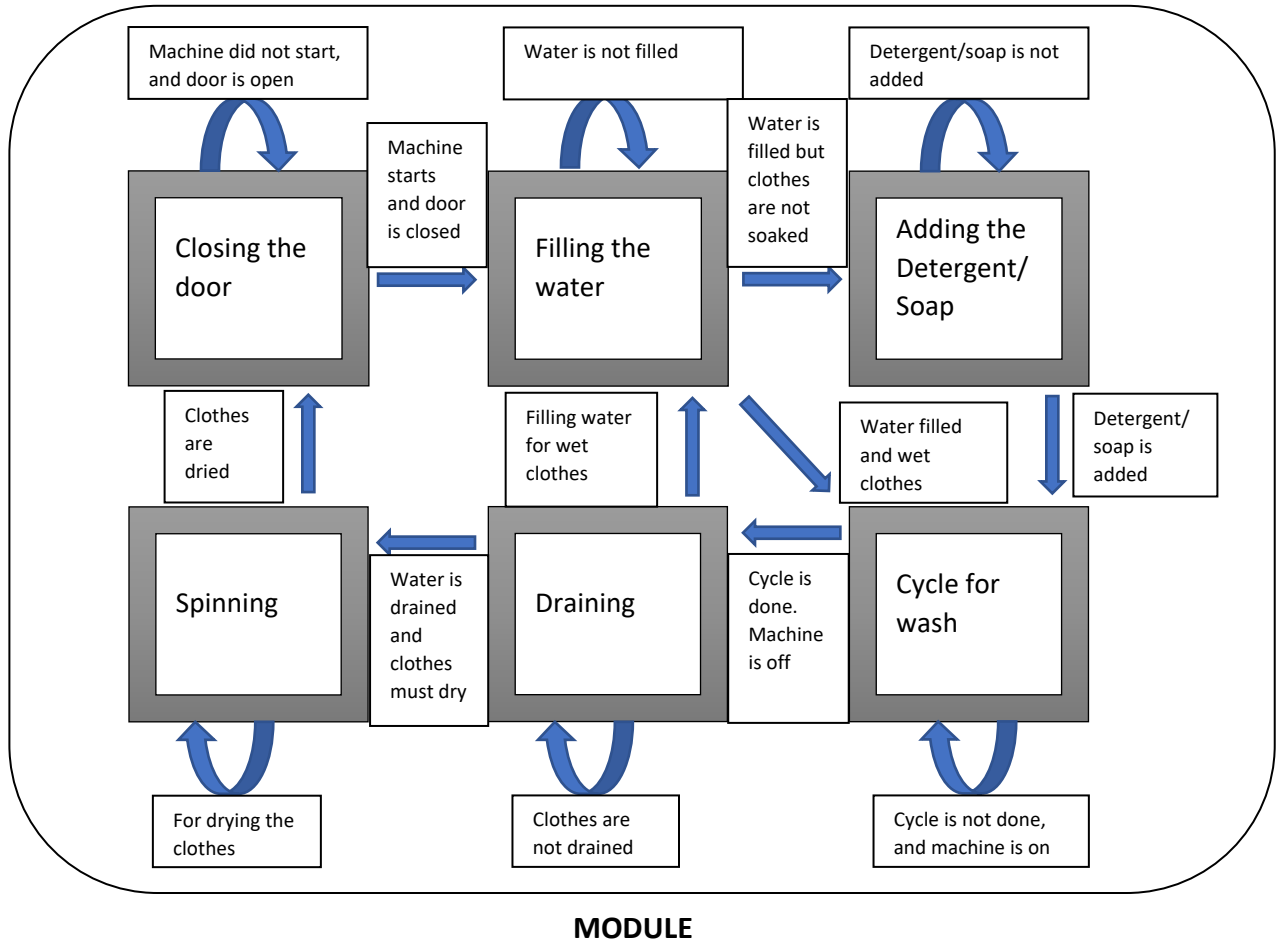 Machine did not start,
and door is open
Water is not filled
Detergent/soap is not
added
Machine
starts
and door
is closed
Water is
filled but
clothes
are not
soaked
Closing the
door
Filling the
water
Adding the
Detergent/
Soap
Clothes
are
dried
Filling water
for wet
clothes
Water filled
and wet
clothes
Detergent/
soap is
added
Spinning
Water is
drained
and
clothes
must dry
Draining
Cycle is
done.
Machine
is off
Cycle for
wash
For drying the
clothes
Clothes are
not drained
Cycle is not done,
and machine is on
MODULE